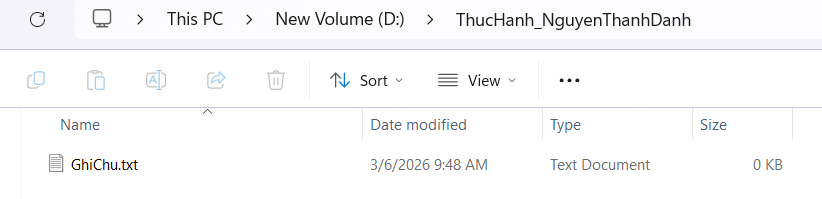 This PC > New Volume (D:) > ThucHanh_NguyenThanhDanh
Sort View
Name Date modified Type Size
GhiChu.txt 3/6/2026 9:48 AM Text Document 0 KB